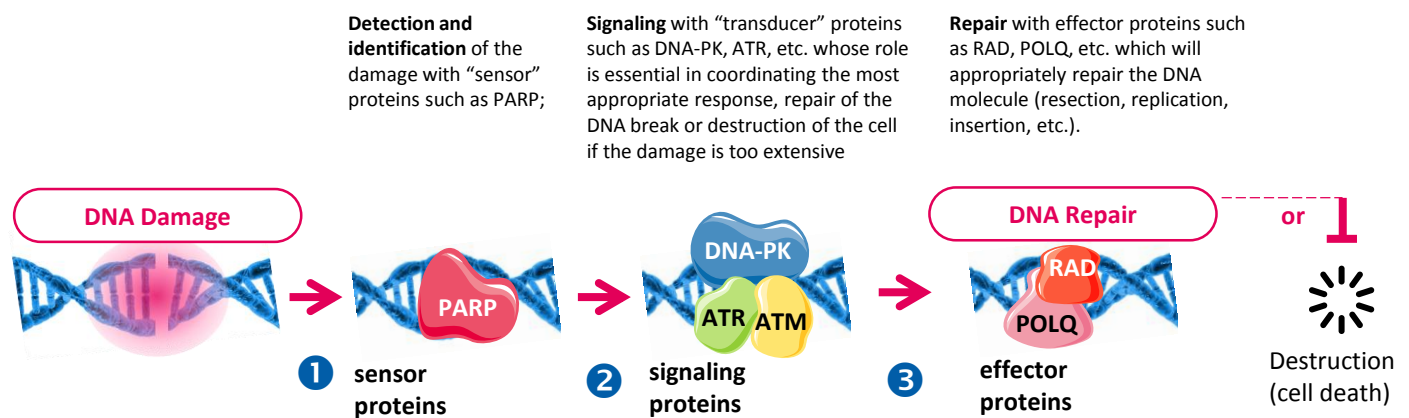 Detection and
identification of the
damage with “sensor”
proteins such as PARP;
Signaling with “transducer” proteins
such as DNA-PK, ATR, etc. whose role
is essential in coordinating the most
appropriate response, repair of the
DNA break or destruction of the cell
if the damage is too extensive
Repair with effector proteins such
as RAD, POLQ, etc. which will
appropriately repair the DNA
molecule (resection, replication,
insertion, etc.).
DNA Damage
PARP
DNA-PK
ATR
ATM
DNA Repair
RAD
POLQ
or
1
sensor
proteins
2
signaling
proteins
3
effector
proteins
Destruction
(cell death)